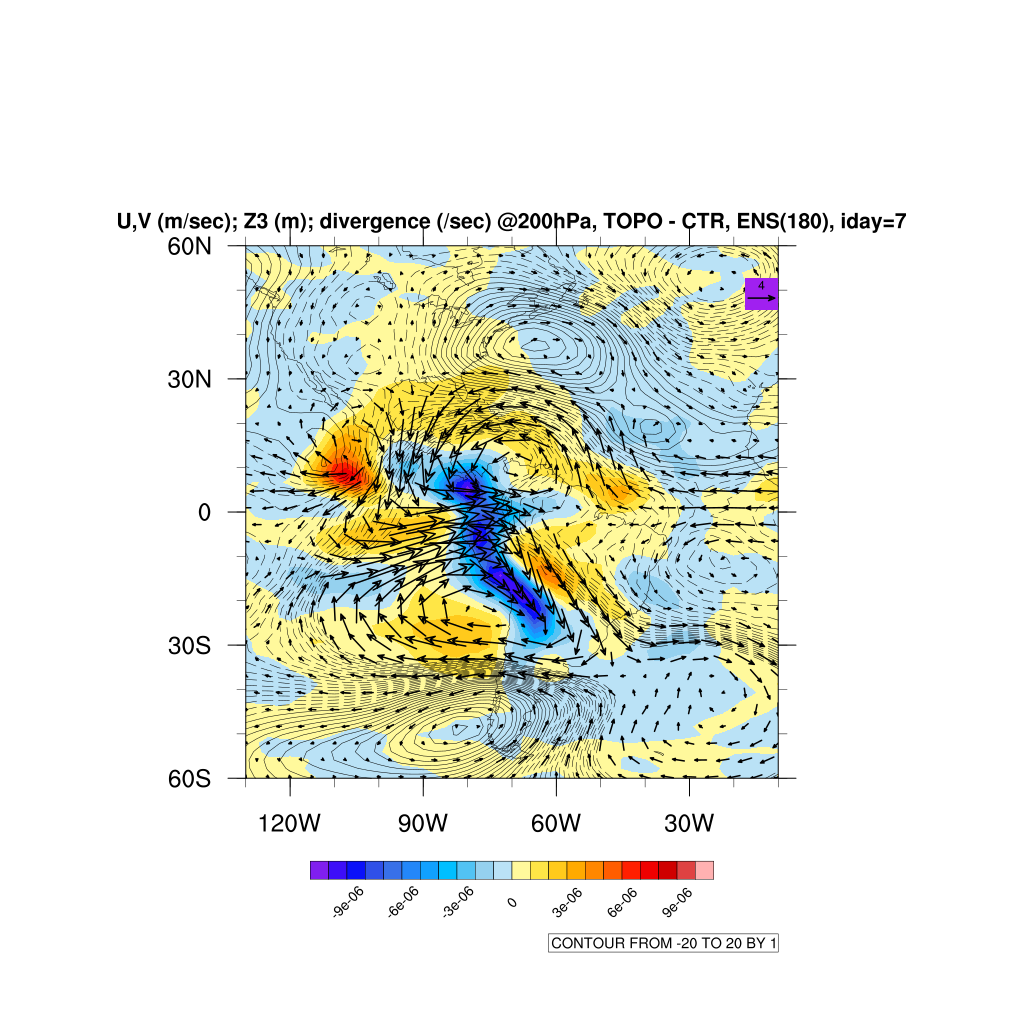 U,V (m/sec); Z3 (m); divergence (/sec) @200hPa, TOPO - CTR, ENS(180), iday=7
60N
4
30N
0
30S
60S
120W 90W 60W 30W
-9e-06 -6e-06 -3e-06 0 3e-06 6e-06 9e-06
CONTOUR FROM -20 TO 20 BY 1